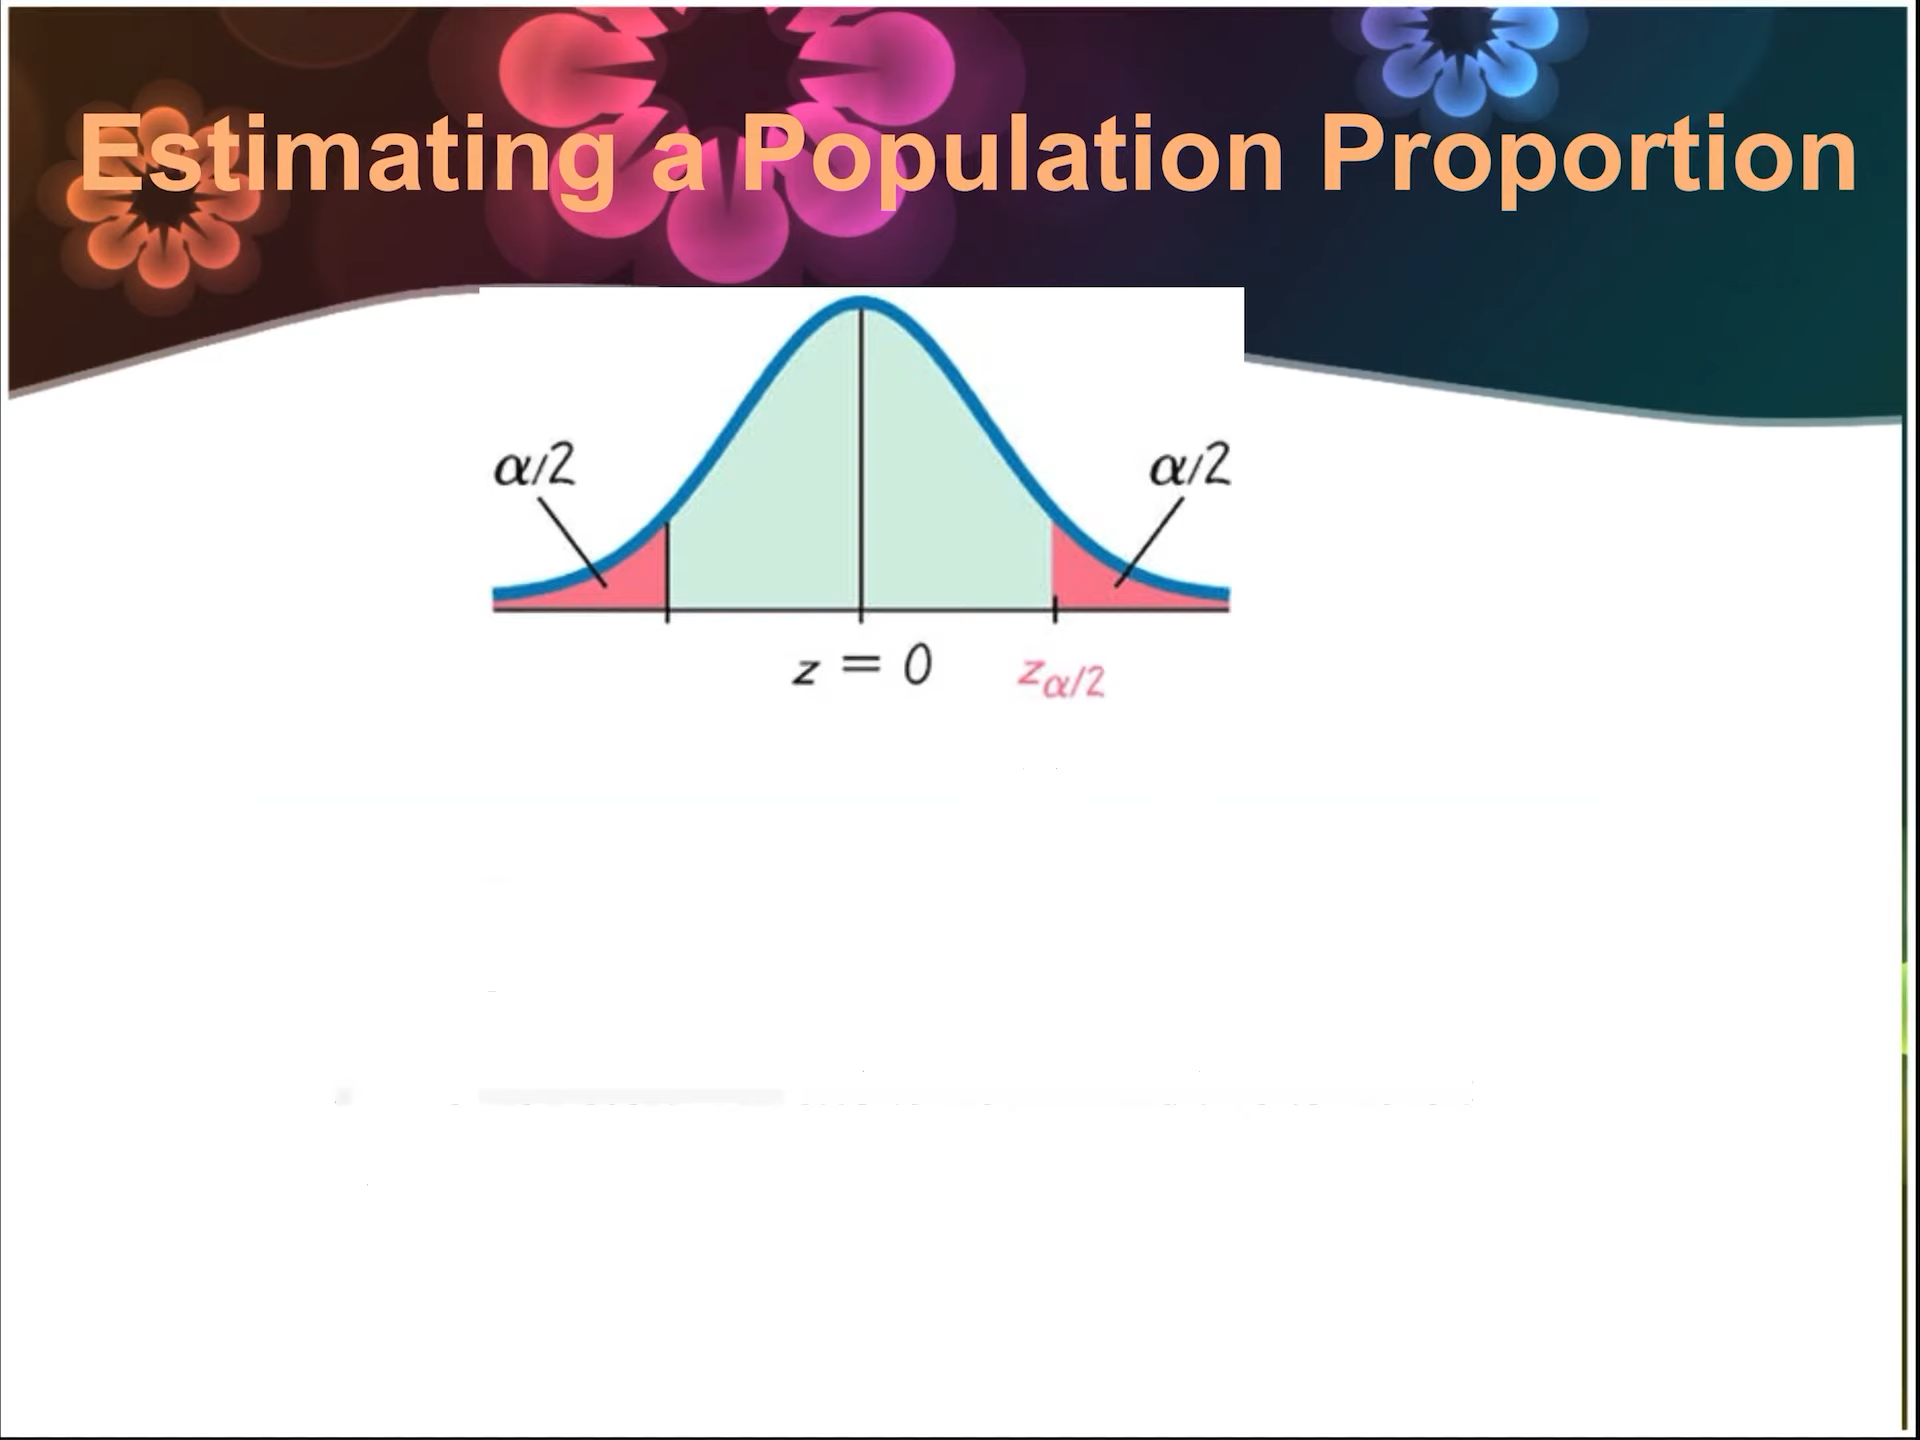 Estimating a Population Proportion
α/2 α/2
z = 0 zα/2